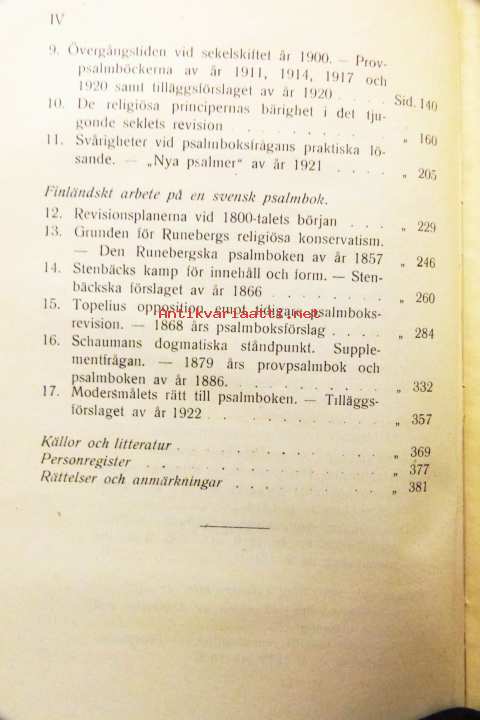 IV
9. Övergångstiden vid sekelskiftet år 1900. — Prov-
psalmböckerna av år 1911, 1914, 1917 och
1920 samt tilläggsförslaget av år 1920 . . . . Sid. 140
10. De religiösa principernas bärighet i det tju-
gonde seklets revision . . . . . . . . „ 160
11. Svårigheter vid psalmboksfrågans praktiska lö-
sande. — „Nya psalmer" av år 1921 . . . . „ 205
Finländskt arbete på en svensk psalmbok.
12. Revisionsplanerna vid 1800-talets början . . . „ 229
13. Grunden för Runebergs religiösa konservatism.
— Den Runebergska psalmboken av år 1857 „ 246
14. Stenbäcks kamp för innehåll och form. — Sten-
bäckska förslaget av år 1866 . . . . . . . „ 260
15. Topelius opposition emot tidigare psalmboks-
antikvariaatti.net
revision. — 1868 års psalmboksförslag . . . . „ 284
16. Schaumans dogmatiska ståndpunkt. Supple-
mentfrågan. — 1879 års provpsalmbok och
psalmboken av år 1886. . . . . . . . . . „ 332
17. Modersmålets rätt till psalmboken. — Tilläggs-
förslaget av år 1922 . . . . . . . . . . „ 357
Källor och litteratur . . . . . . . . . . . „ 369
Personregister . . . . . . . . . . . . . „ 377
Rättelser och anmärkningar . . . . . . . . „ 381